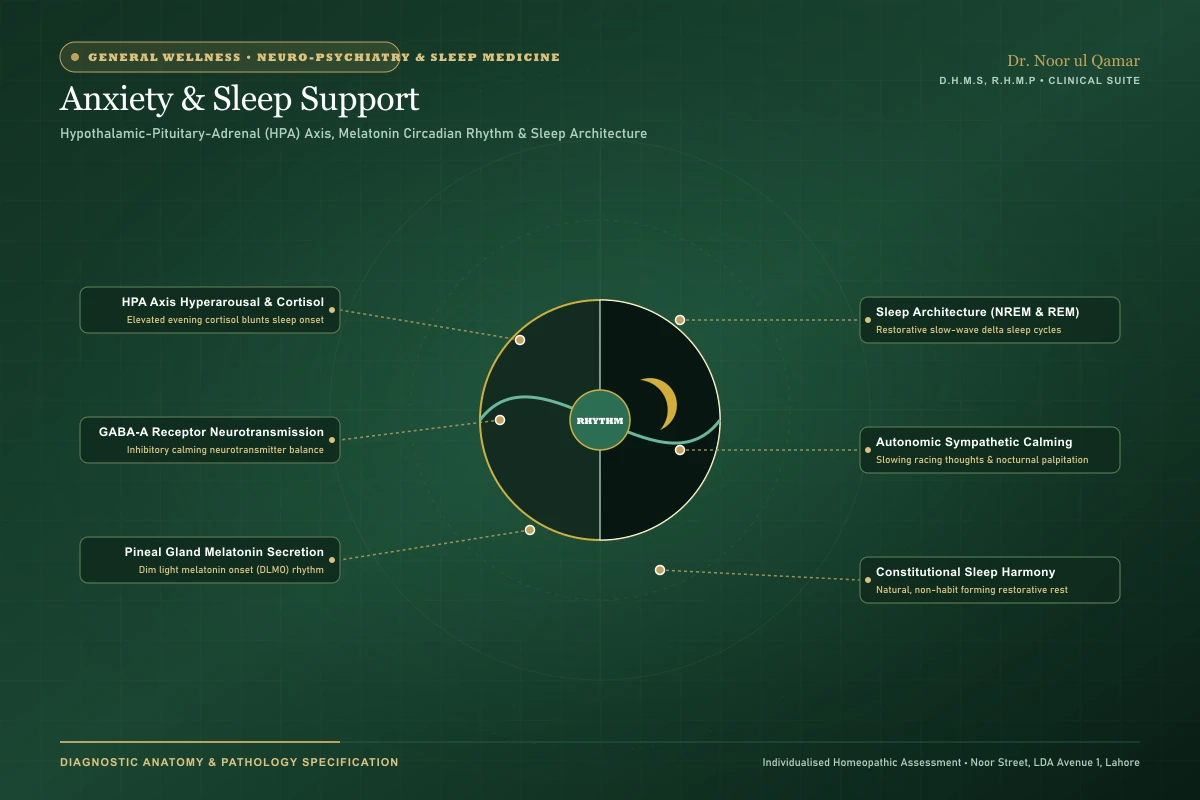 GENERAL WELLNESS • NEURO-PSYCHIATRY & SLEEP MEDICINE
Anxiety & Sleep Support
Hypothalamic-Pituitary-Adrenal (HPA) Axis, Melatonin Circadian Rhythm & Sleep Architecture
Dr. Noor ul Qamar
D.H.M.S, R.H.M.P • CLINICAL SUITE
HPA Axis Hyperarousal & Cortisol
Elevated evening cortisol blunts sleep onset
GABA-A Receptor Neurotransmission
Inhibitory calming neurotransmitter balance
Pineal Gland Melatonin Secretion
Dim light melatonin onset (DLMO) rhythm
RHYTHM
Sleep Architecture (NREM & REM)
Restorative slow-wave delta sleep cycles
Autonomic Sympathetic Calming
Slowing racing thoughts & nocturnal palpitation
Constitutional Sleep Harmony
Natural, non-habit forming restorative rest
DIAGNOSTIC ANATOMY & PATHOLOGY SPECIFICATION
Individualised Homeopathic Assessment • Noor Street, LDA Avenue 1, Lahore